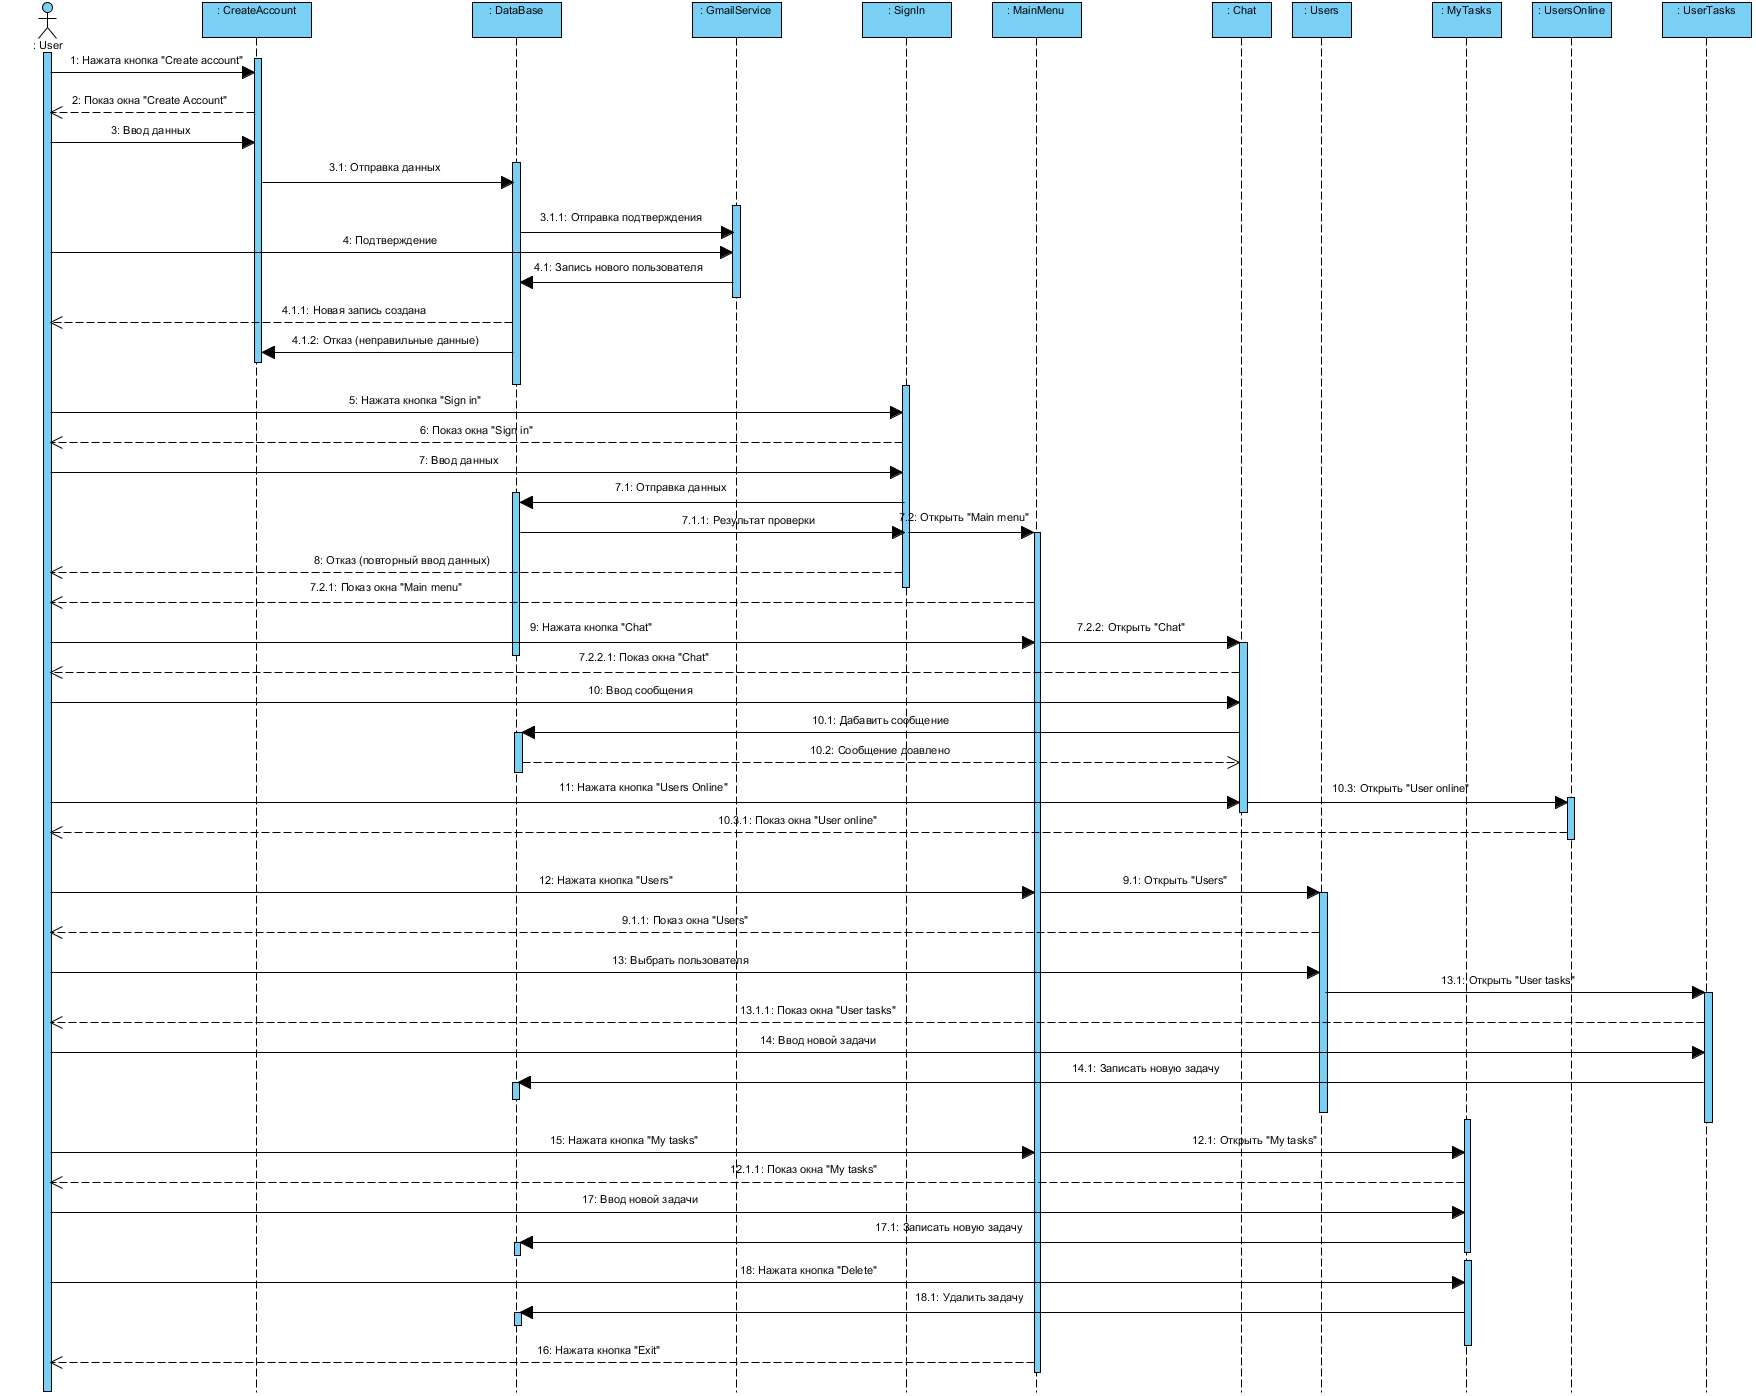 : CreateAccount
: DataBase
: GmailService
: SignIn
: MainMenu
: Chat
: Users
: MyTasks
: UsersOnline
: UserTasks
: User
1: Нажата кнопка "Create account"
2: Показ окна "Create Account"
3: Ввод данных
3.1: Отправка данных
3.1.1: Отправка подтверждения
4: Подтверждение
4.1: Запись нового пользователя
4.1.1: Новая запись создана
4.1.2: Отказ (неправильные данные)
5: Нажата кнопка "Sign in"
6: Показ окна "Sign in"
7: Ввод данных
7.1: Отправка данных
7.1.1: Результат проверки
7.2: Открыть "Main menu"
8: Отказ (повторный ввод данных)
7.2.1: Показ окна "Main menu"
9: Нажата кнопка "Chat"
7.2.2: Открыть "Chat"
7.2.2.1: Показ окна "Chat"
10: Ввод сообщения
10.1: Дабавить сообщение
10.2: Сообщение доавлено
11: Нажата кнопка "Users Online"
10.3: Открыть "User online"
10.3.1: Показ окна "User online"
12: Нажата кнопка "Users"
9.1: Открыть "Users"
9.1.1: Показ окна "Users"
13: Выбрать пользователя
13.1: Открыть "User tasks"
13.1.1: Показ окна "User tasks"
14: Ввод новой задачи
14.1: Записать новую задачу
15: Нажата кнопка "My tasks"
12.1: Открыть "My tasks"
12.1.1: Показ окна "My tasks"
17: Ввод новой задачи
17.1: Записать новую задачу
18: Нажата кнопка "Delete"
18.1: Удалить задачу
16: Нажата кнопка "Exit"